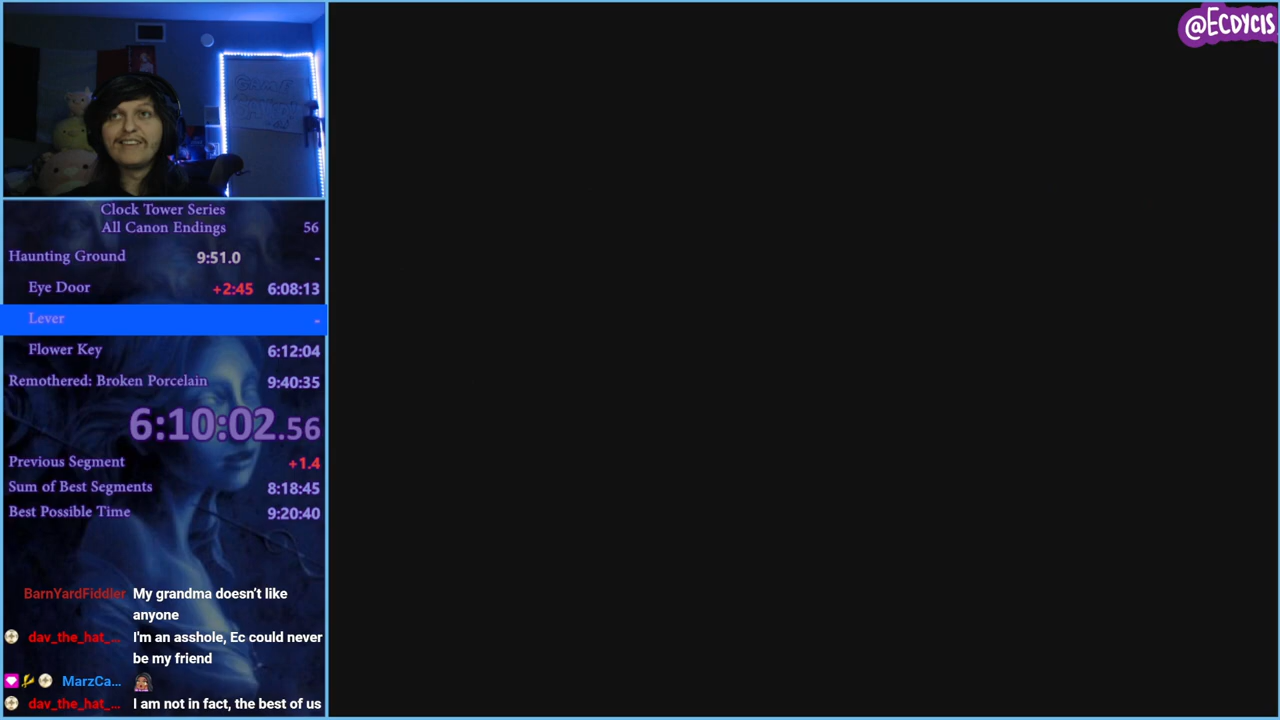 @ECDYCIS
Clock Tower Series
All Canon Endings 56
Haunting Ground 9:51.0 -
Eye Door +2:45 6:08:13
Lever -
Flower Key 6:12:04
Remothered: Broken Porcelain 9:40:35
6:10:02.56
Previous Segment +1.4
Sum of Best Segments 8:18:45
Best Possible Time 9:20:40
BarnYardFiddler My grandma doesn't like
anyone
dav_the_hat_... I'm an asshole, Ec could never
be my friend
MarzCa...
dav_the_hat_... I am not in fact, the best of us